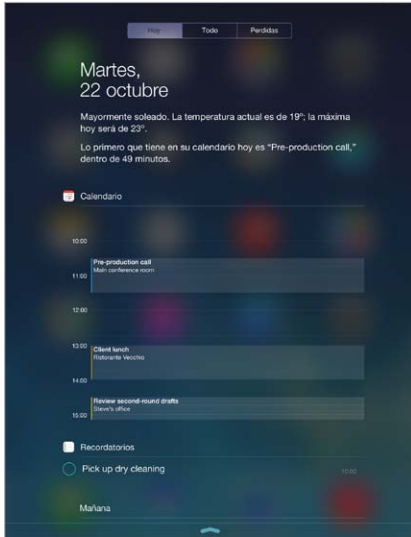 Hoy Todo Perdidas
Martes,
22 octubre
Mayormente soleado. La temperatura actual es de 19º; la máxima
hoy será de 23º.
Lo primero que tiene en su calendario hoy es “Pre-production call,”
dentro de 49 minutos.
Calendario
10:00
Pre-production call
Main conference room
11:00
12:00
13:00
Client lunch
Ristorante Vecchio
14:00
Review second-round drafts
Steve's office
15:00
Recordatorios
Pick up dry cleaning
Mañana